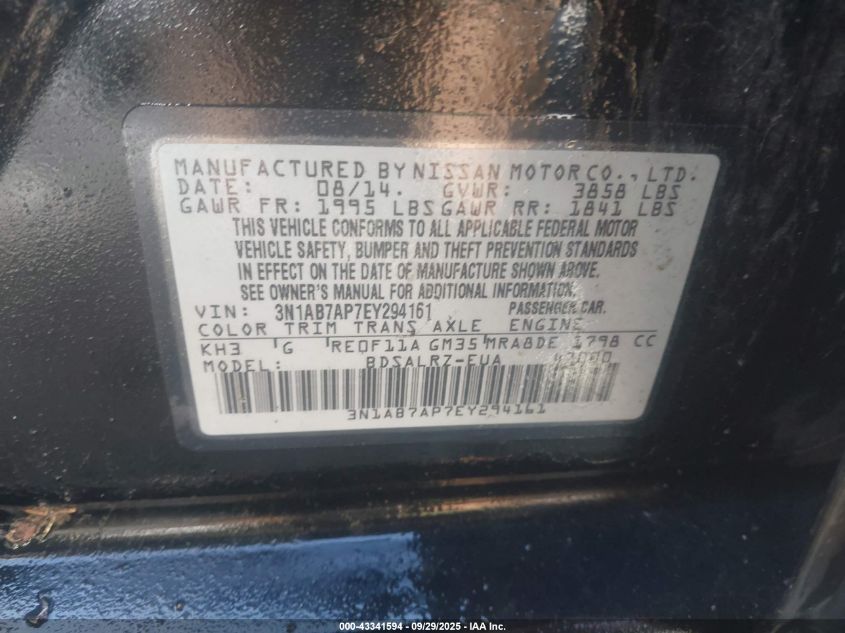 MANUFACTURED BY NISSAN MOTOR CO., LTD.
DATE: 08/14. GVWR: 3858 LBS
GAWR FR: 1995 LBS GAWR RR: 1841 LBS
THIS VEHICLE CONFORMS TO ALL APPLICABLE FEDERAL MOTOR
VEHICLE SAFETY, BUMPER AND THEFT PREVENTION STANDARDS
IN EFFECT ON THE DATE OF MANUFACTURE SHOWN ABOVE.
SEE OWNER'S MANUAL FOR ADDITIONAL INFORMATION.
VIN: 3N1AB7AP7EY294161 PASSENGER CAR.
COLOR TRIM TRANS AXLE ENGINE
KH3 G RE0F11A GM35 MRA8DE 1798 CC
MODEL: BDSALRZ-EUA
3N1AB7AP7EY294161
000-43341594 - 09/29/2025 - IAA Inc.